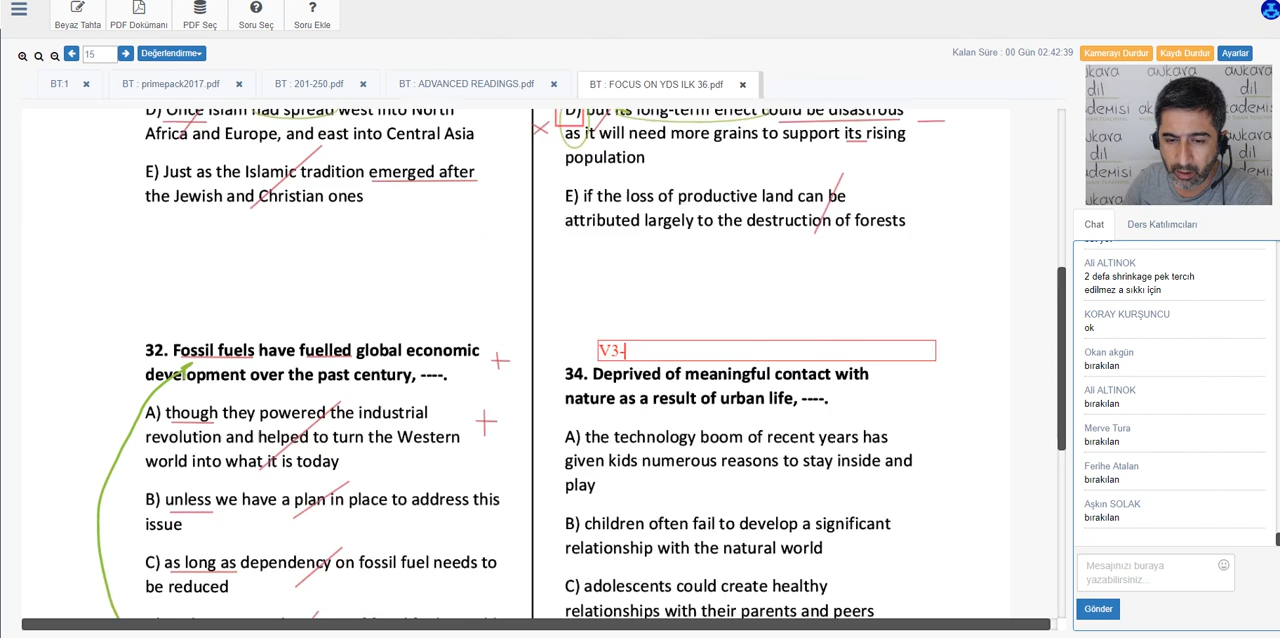 Beyaz Tahta
PDF Dokümanı
PDF Seç
Soru Seç
Soru Ekle
15
Değerlendirme
Kalan Süre : 00 Gün 02:42:39
Kamerayı Durdur
Kaydı Durdur
Ayarlar
BT:1
BT : primepack2017.pdf
BT : 201-250.pdf
BT : ADVANCED READINGS.pdf
BT : FOCUS ON YDS ILK 36.pdf
D) Once Islam had spread west into North
Africa and Europe, and east into Central Asia
E) Just as the Islamic tradition emerged after
the Jewish and Christian ones
32. Fossil fuels have fuelled global economic
development over the past century, ----.
A) though they powered the industrial
revolution and helped to turn the Western
world into what it is today
B) unless we have a plan in place to address this
issue
C) as long as dependency on fossil fuel needs to
be reduced
D) but its long-term effect could be disastrous
as it will need more grains to support its rising
population
E) if the loss of productive land can be
attributed largely to the destruction of forests
V3-
34. Deprived of meaningful contact with
nature as a result of urban life, ----.
A) the technology boom of recent years has
given kids numerous reasons to stay inside and
play
B) children often fail to develop a significant
relationship with the natural world
C) adolescents could create healthy
relationships with their parents and peers
ankara
dil
Chat
Ders Katılımcıları
Ali ALTINOK
2 defa shrinkage pek tercıh
edilmez a sıkkı için
KORAY KURŞUNCU
ok
Okan akgün
bırakılan
Ali ALTINOK
bırakılan
Merve Tura
bırakılan
Ferihe Atalan
bırakılan
Aşkın SOLAK
bırakılan
Mesajınızı buraya
yazabilirsiniz...
Gönder